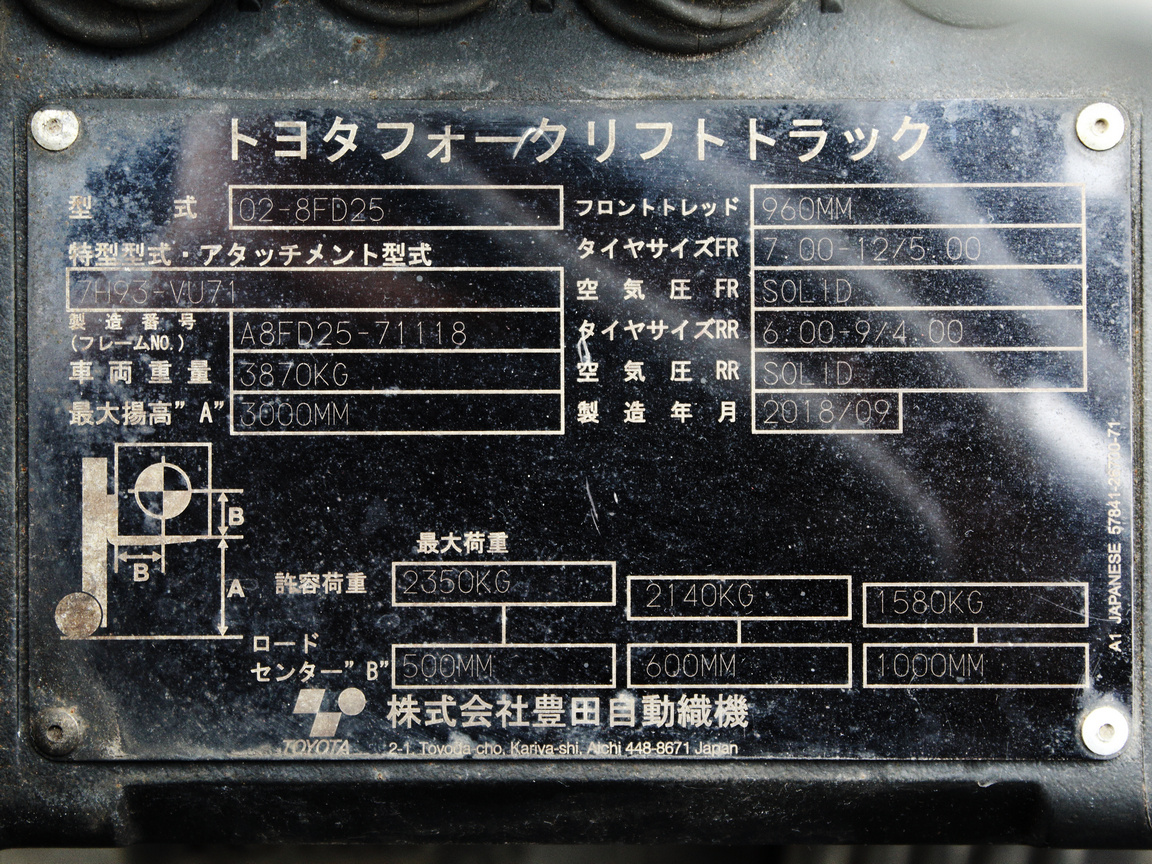 トヨタフォークリフトトラック
型 式 02-8FD25
特型型式・アタッチメント型式
7H93-VU71
製造番号
(フレームNO.) A8FD25-71118
車両重量 3870KG
最大揚高"A" 3000MM
フロントトレッド 960MM
タイヤサイズFR 7.00-12/5.00
空気圧 FR SOLID
タイヤサイズRR 6.00-9/4.00
空気圧 RR SOLID
製造年月 2018/09
B
B
A
最大荷重
許容荷重 2350KG 2140KG 1580KG
ロード
センター"B" 500MM 600MM 1000MM
株式会社豊田自動織機
TOYOTA 2-1, Toyoda-cho, Kariya-shi, Aichi 448-8671 Japan
A1 JAPANESE